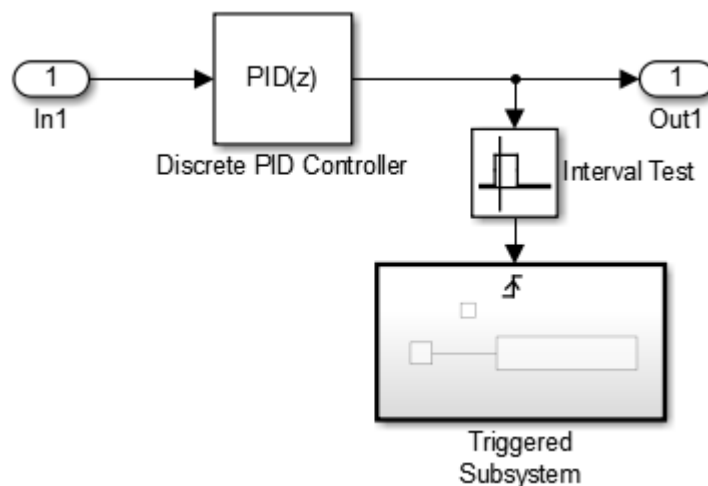 1
In1
PID(z)
Discrete PID Controller
1
Out1
Interval Test
Triggered
Subsystem